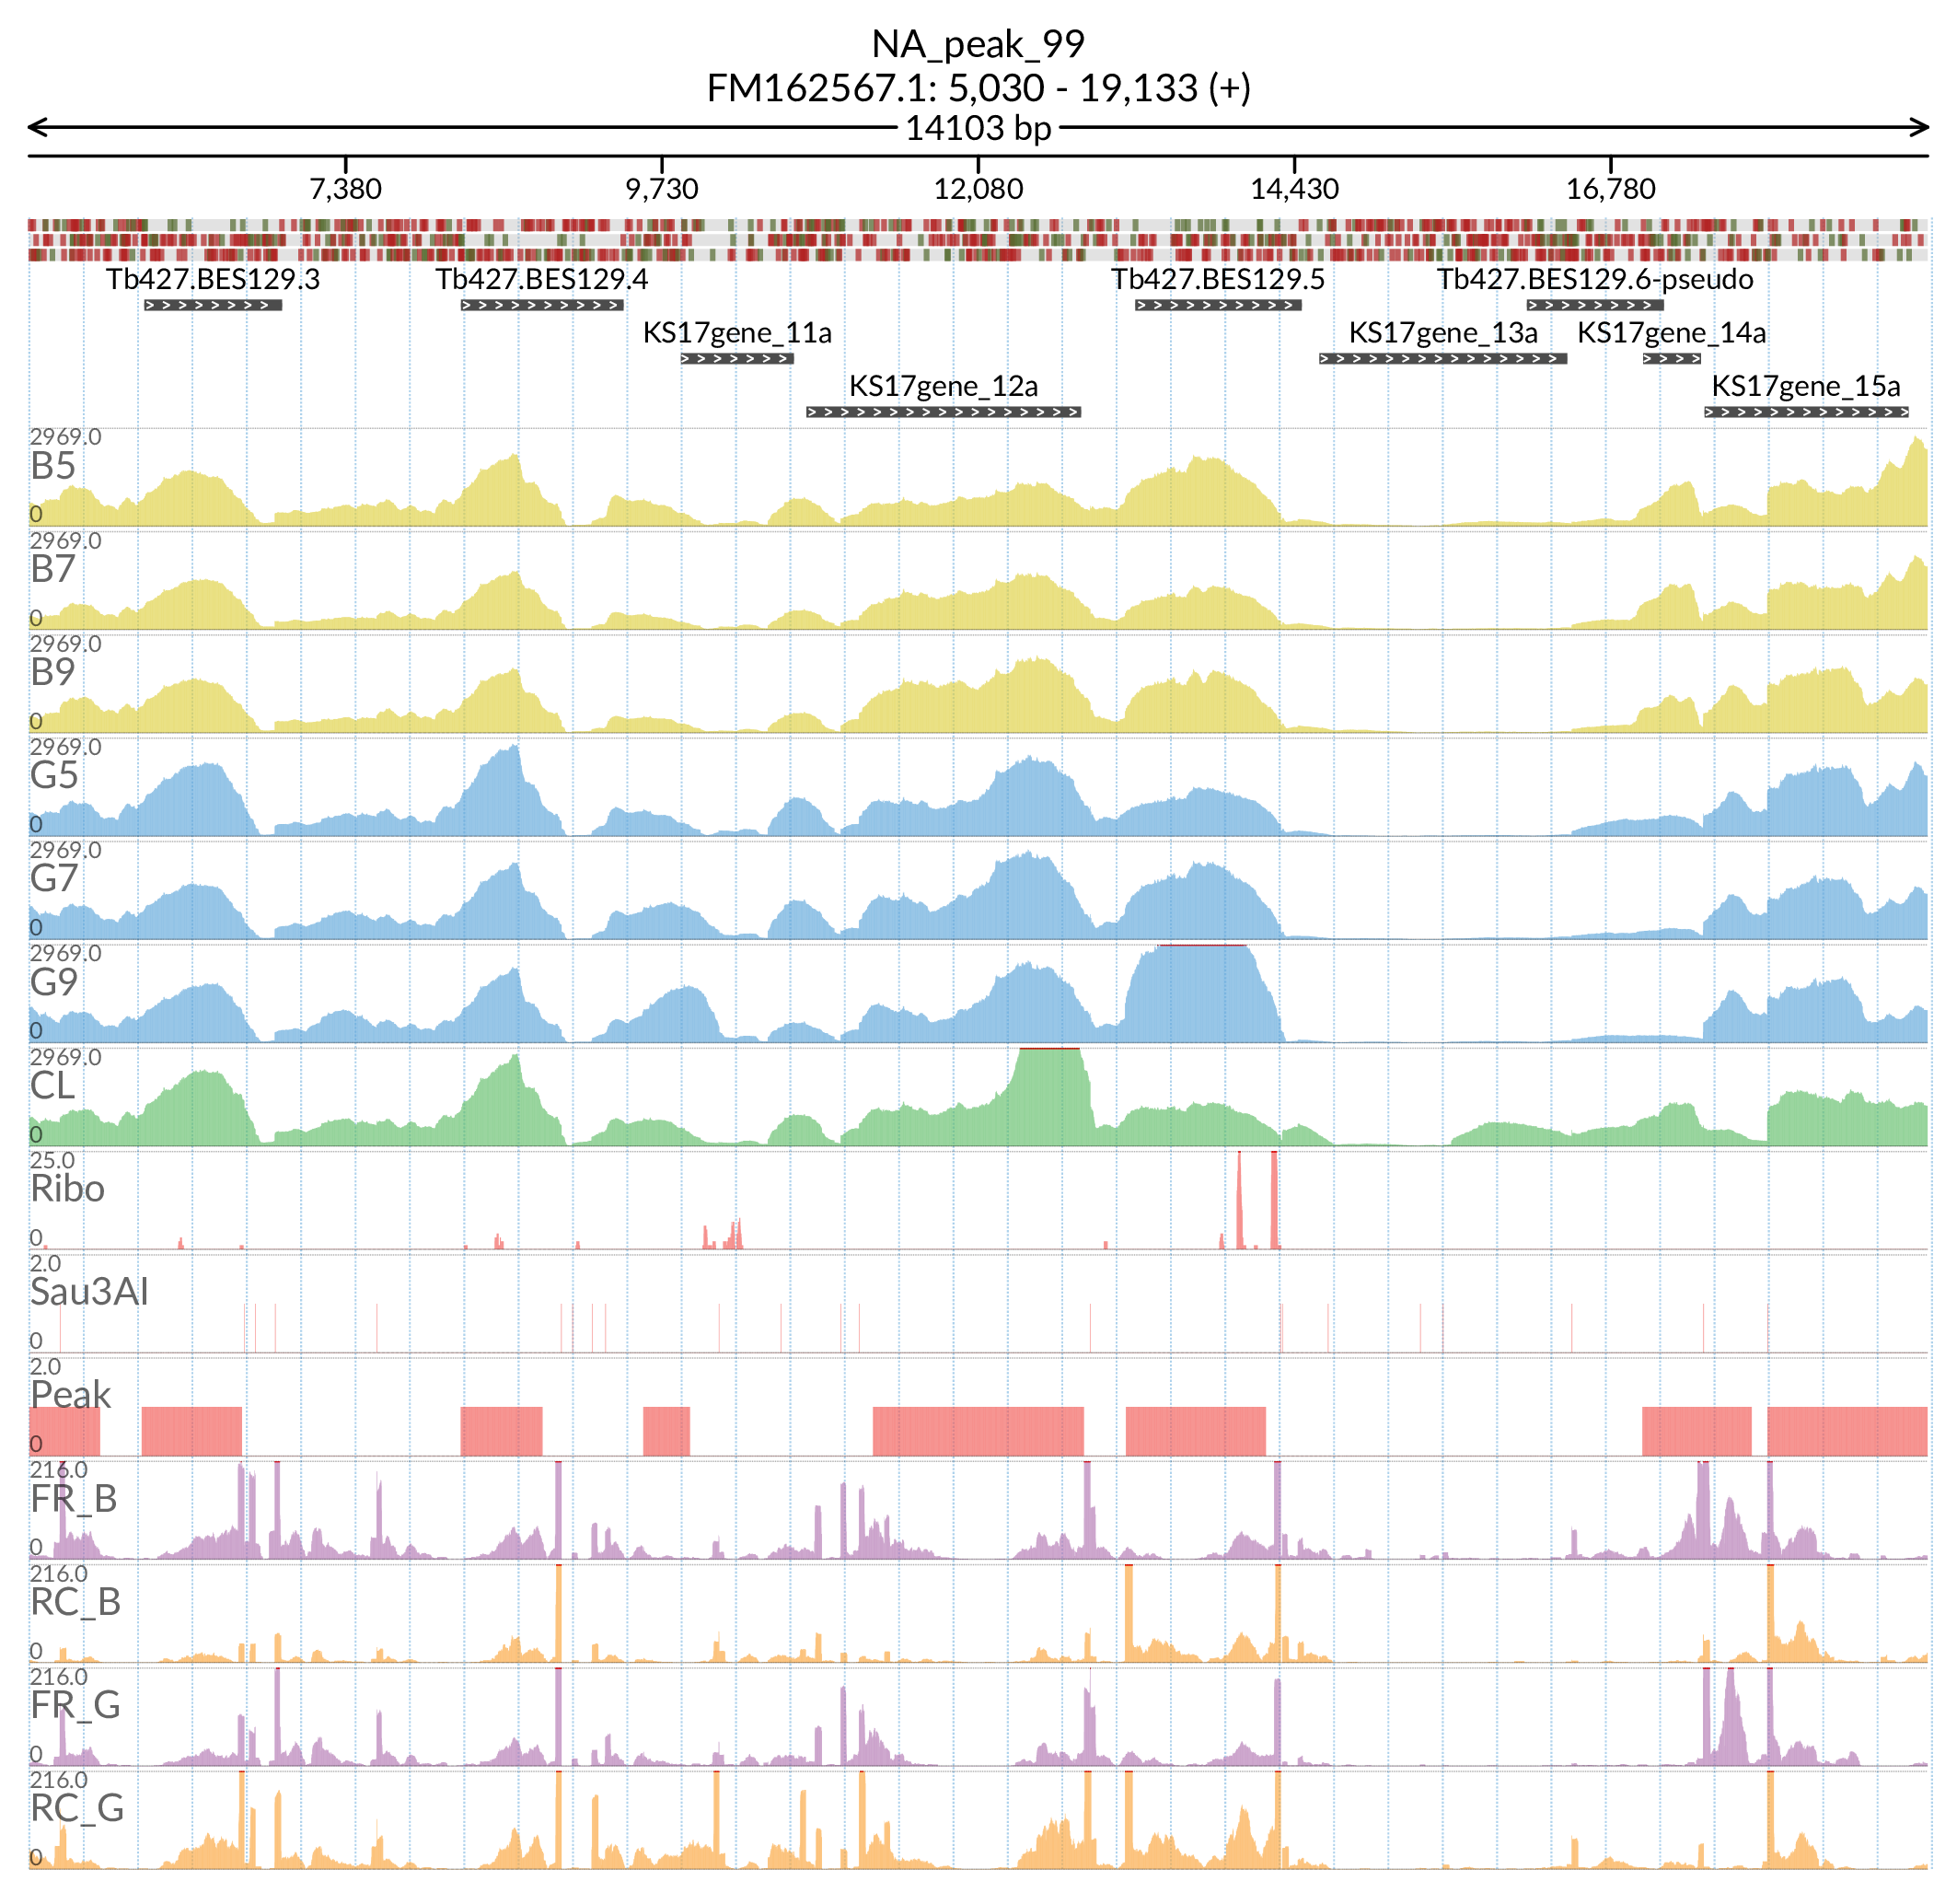 NA_peak_99
FM162567.1: 5,030 - 19,133 (+)
14103 bp
7,380 9,730 12,080 14,430 16,780
Tb427.BES129.3 Tb427.BES129.4 Tb427.BES129.5 Tb427.BES129.6-pseudo
KS17gene_11a KS17gene_13a KS17gene_14a
KS17gene_12a KS17gene_15a
2969.0
B5
0
2969.0
B7
0
2969.0
B9
0
2969.0
G5
0
2969.0
G7
0
2969.0
G9
0
2969.0
CL
0
25.0
Ribo
0
2.0
Sau3AI
0
2.0
Peak
0
216.0
FR_B
0
216.0
RC_B
0
216.0
FR_G
0
216.0
RC_G
0